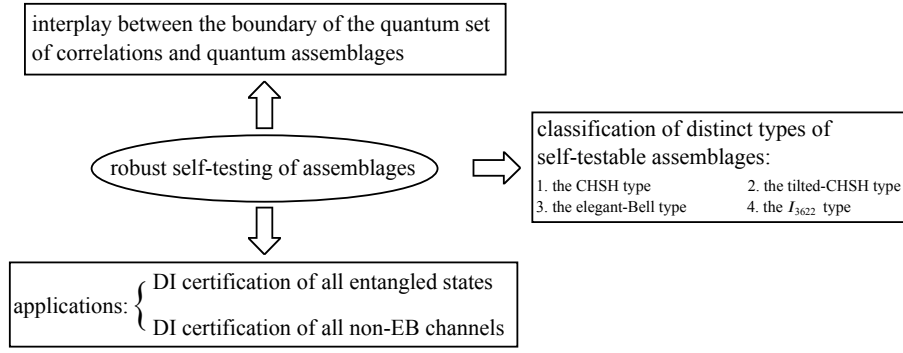 interplay between the boundary of the quantum set
of correlations and quantum assemblages
robust self-testing of assemblages
classification of distinct types of
self-testable assemblages:
1. the CHSH type 2. the tilted-CHSH type
3. the elegant-Bell type 4. the I3622 type
applications:
DI certification of all entangled states
DI certification of all non-EB channels